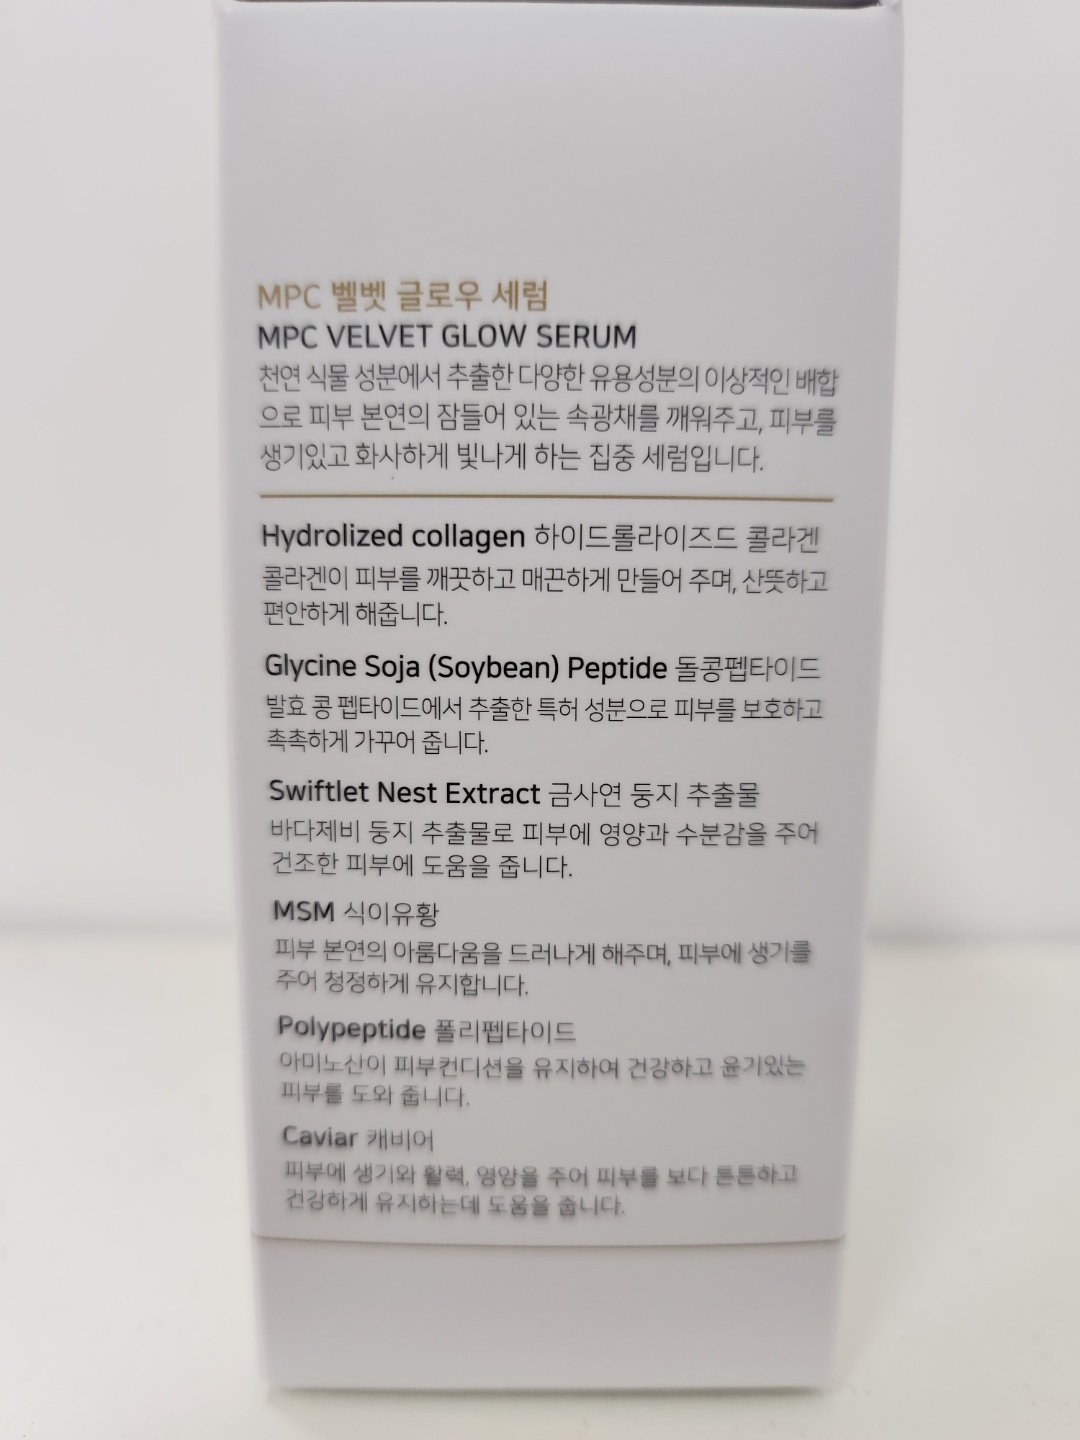 MPC 벨벳 글로우 세럼
MPC VELVET GLOW SERUM
천연 식물 성분에서 추출한 다양한 유용성분의 이상적인 배합
으로 피부 본연의 잠들어 있는 속광채를 깨워주고, 피부를
생기있고 화사하게 빛나게 하는 집중 세럼입니다.
Hydrolized collagen 하이드롤라이즈드 콜라겐
콜라겐이 피부를 깨끗하고 매끈하게 만들어 주며, 산뜻하고
편안하게 해줍니다.
Glycine Soja (Soybean) Peptide 돌콩펩타이드
발효 콩 펩타이드에서 추출한 특허 성분으로 피부를 보호하고
촉촉하게 가꾸어 줍니다.
Swiftlet Nest Extract 금사연 둥지 추출물
바다제비 둥지 추출물로 피부에 영양과 수분감을 주어
건조한 피부에 도움을 줍니다.
MSM 식이유황
피부 본연의 아룸다움을 드러나게 해주며, 피부에 생기를
주어 청정하게 유지합니다.
Polypeptide 폴리펩타이드
아미노산이 피부컨디션을 유지하여 건강하고 윤기있는
피부를 도와 줍니다.
Caviar 캐비어
피부에 생기와 활력, 영양을 주어 피부를 보다 튼튼하고
건강하게 유지하는데 도움을 줍니다.